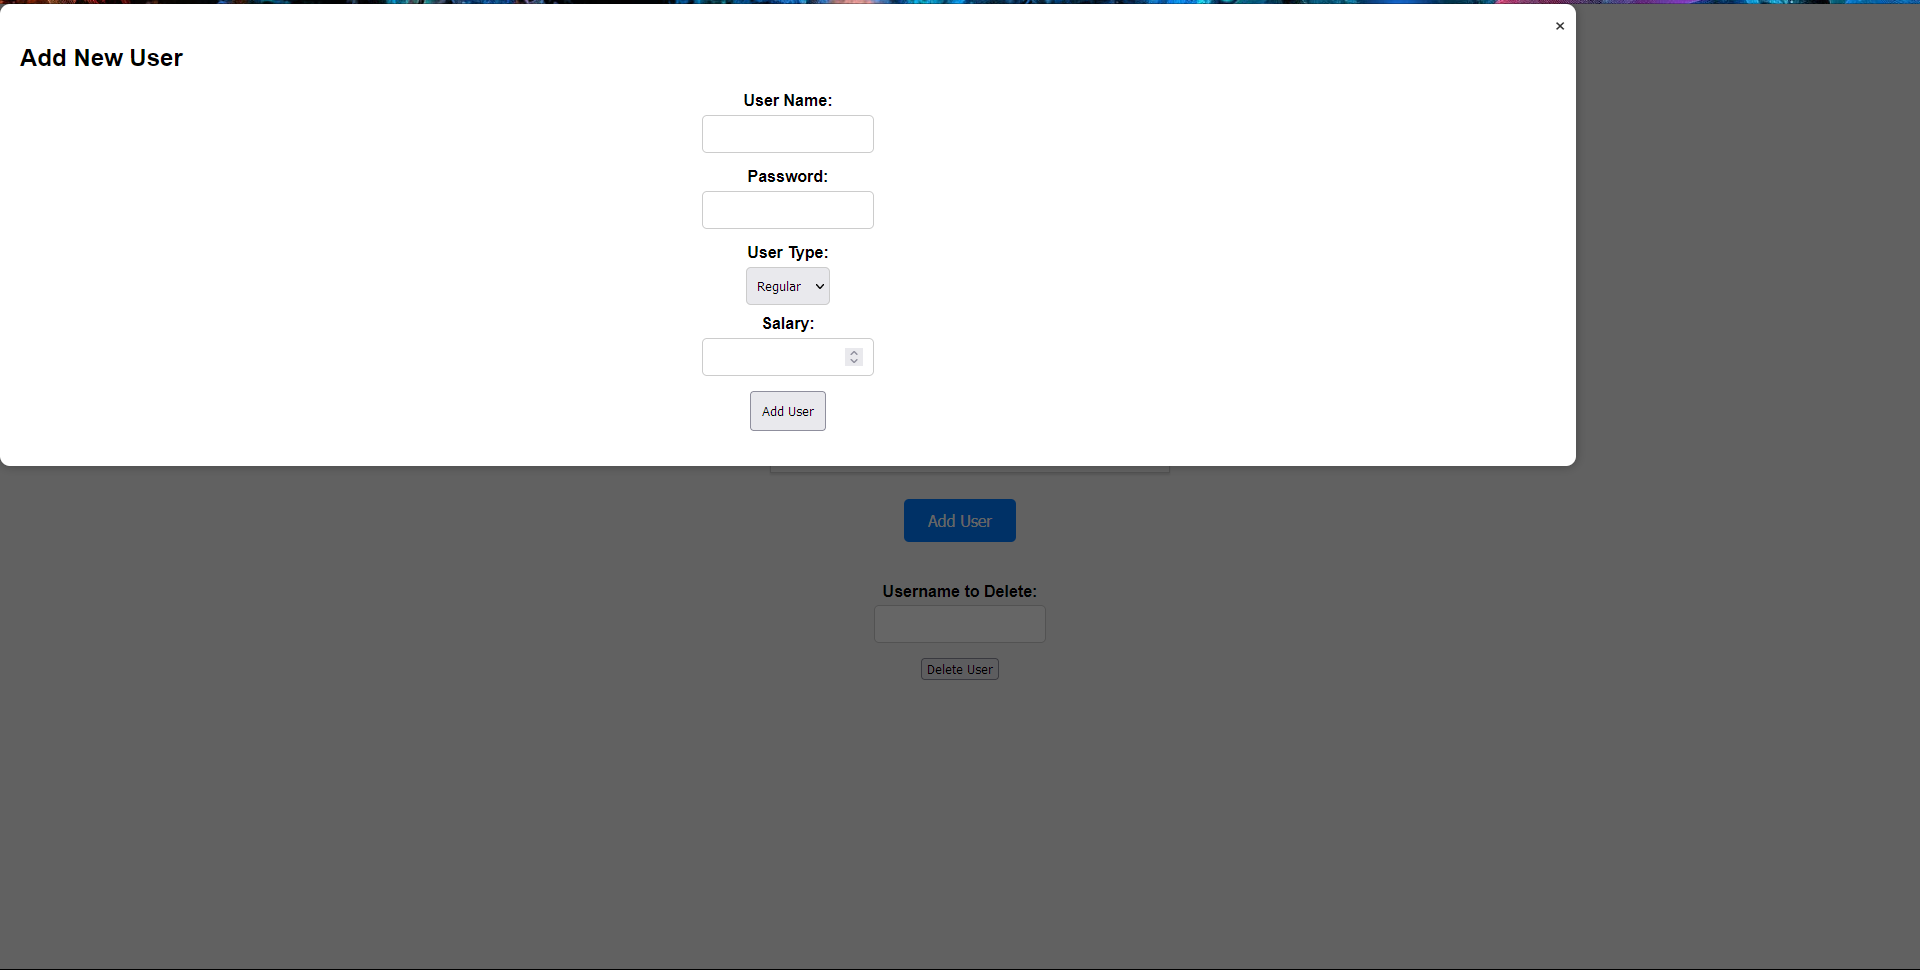 ×
Add New User
User Name:
Password:
User Type:
Regular
Salary:
Add User
Add User
Username to Delete:
Delete User